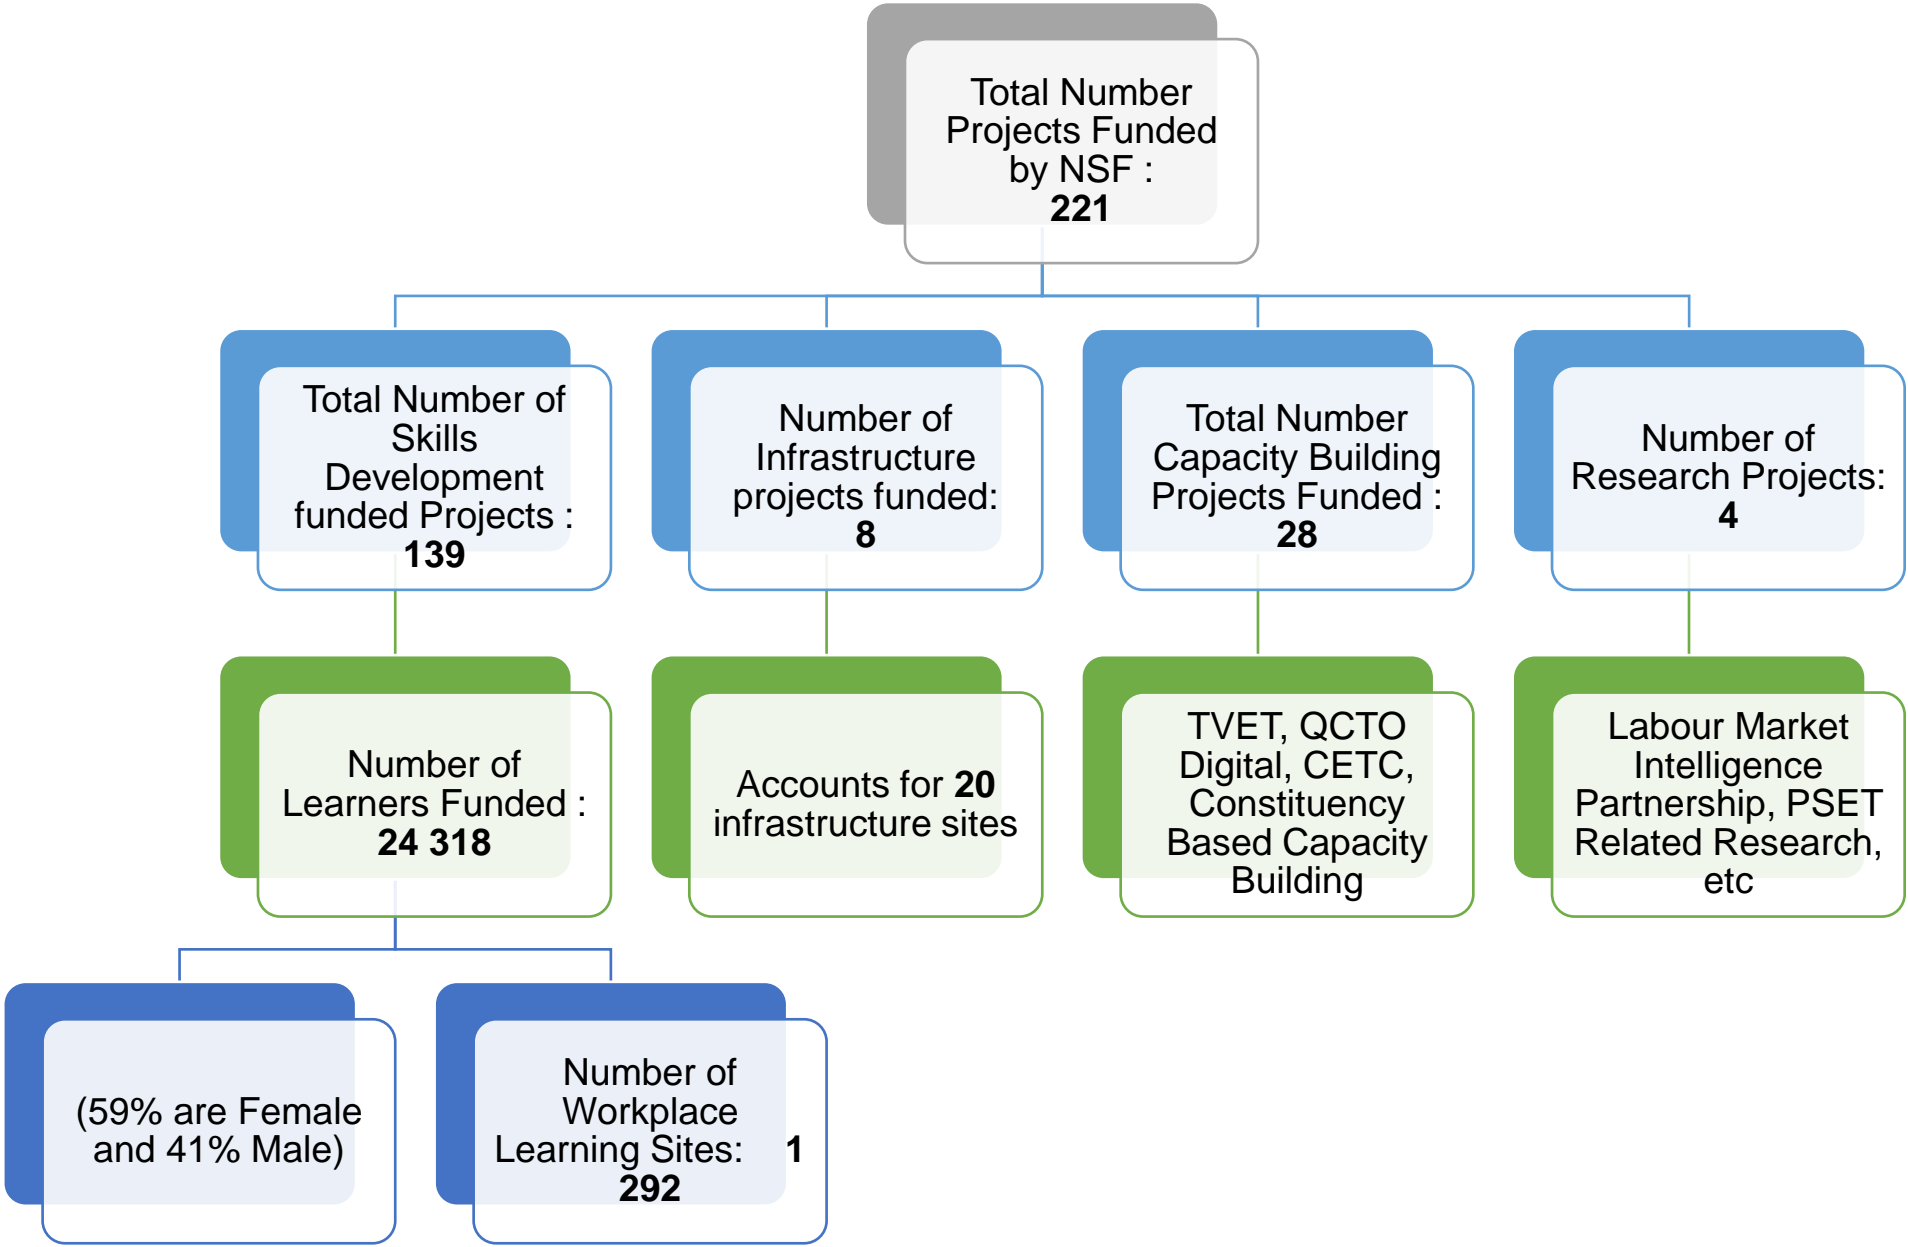 Total Number
Projects Funded
by NSF :
221
Total Number of
Skills
Development
funded Projects :
139
Number of
Infrastructure
projects funded:
8
Total Number
Capacity Building
Projects Funded :
28
Number of
Research Projects:
4
Number of
Learners Funded :
24 318
Accounts for 20
infrastructure sites
TVET, QCTO
Digital, CETC,
Constituency
Based Capacity
Building
Labour Market
Intelligence
Partnership, PSET
Related Research,
etc
(59% are Female
and 41% Male)
Number of
Workplace
Learning Sites: 1
292